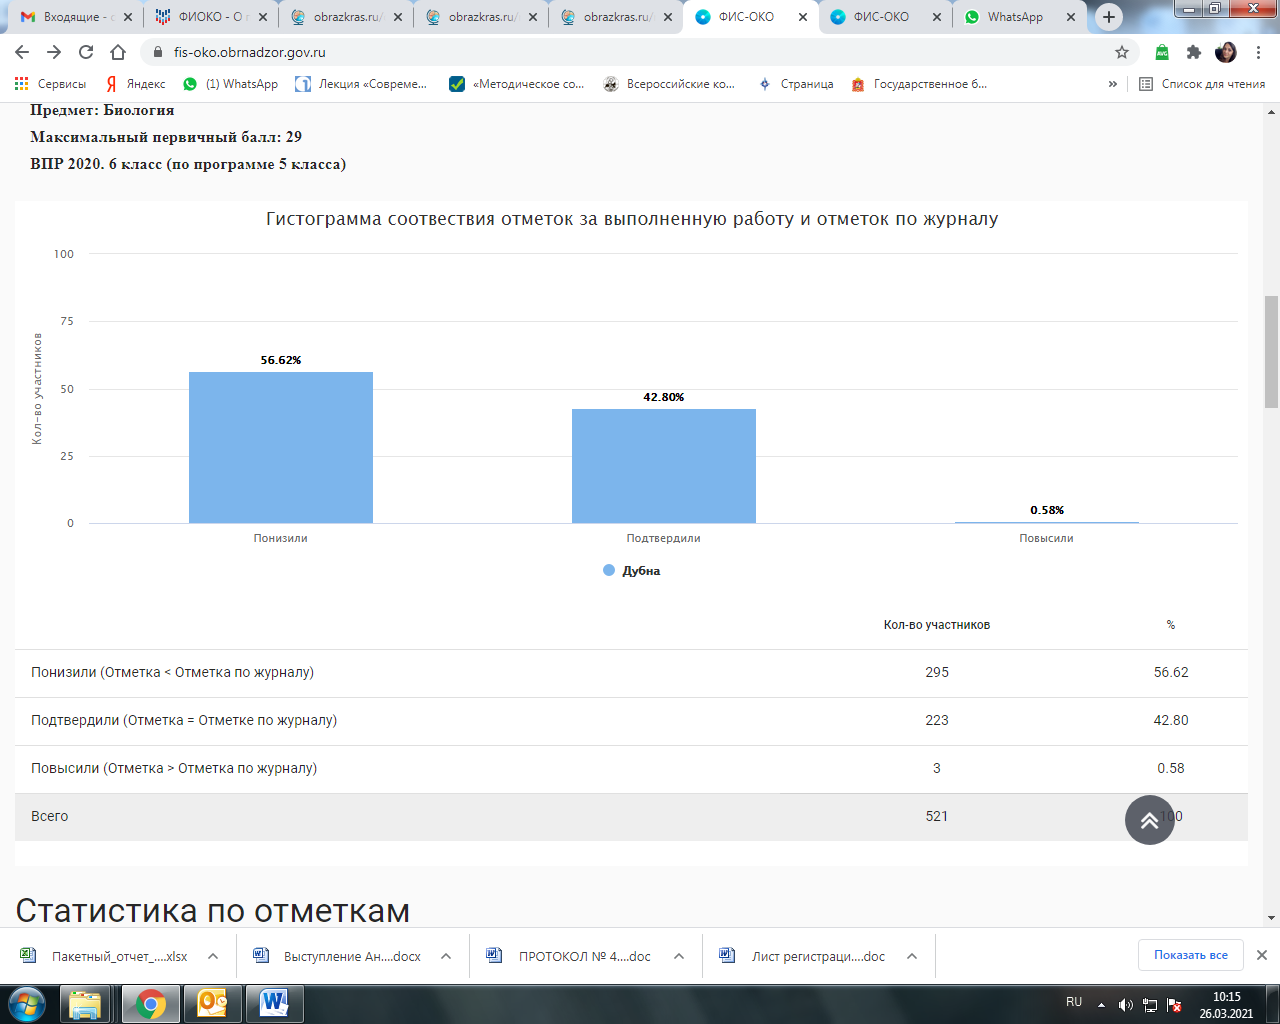 Входящие - 
ФИОКО - О
obrazkras.ru/
obrazkras.ru/
obrazkras.ru/
ФИС-ОКО
ФИС-ОКО
WhatsApp
fis-oko.obrnadzor.gov.ru
Сервисы
Яндекс
(1) WhatsApp
Лекция «Совреме...
«Методическое со...
Всероссийские ко...
Страница
Государственное б...
»
Список для чтения
Предмет: Биология
Максимальный первичный балл: 29
ВПР 2020. 6 класс (по программе 5 класса)
Гистограмма соотвествия отметок за выполненную работу и отметок по журналу
Кол-во участников
100
75
50
25
0
56.62%
42.80%
0.58%
Понизили
Подтвердили
Повысили
Дубна
Кол-во участников %
Понизили (Отметка < Отметка по журналу) 295 56.62
Подтвердили (Отметка = Отметке по журналу) 223 42.80
Повысили (Отметка > Отметка по журналу) 3 0.58
Всего 521 100
Статистика по отметкам
Пакетный_отчет_....xlsx
Выступление Ан....docx
ПРОТОКОЛ № 4....doc
Лист регистраци....doc
Показать все
RU
10:15
26.03.2021